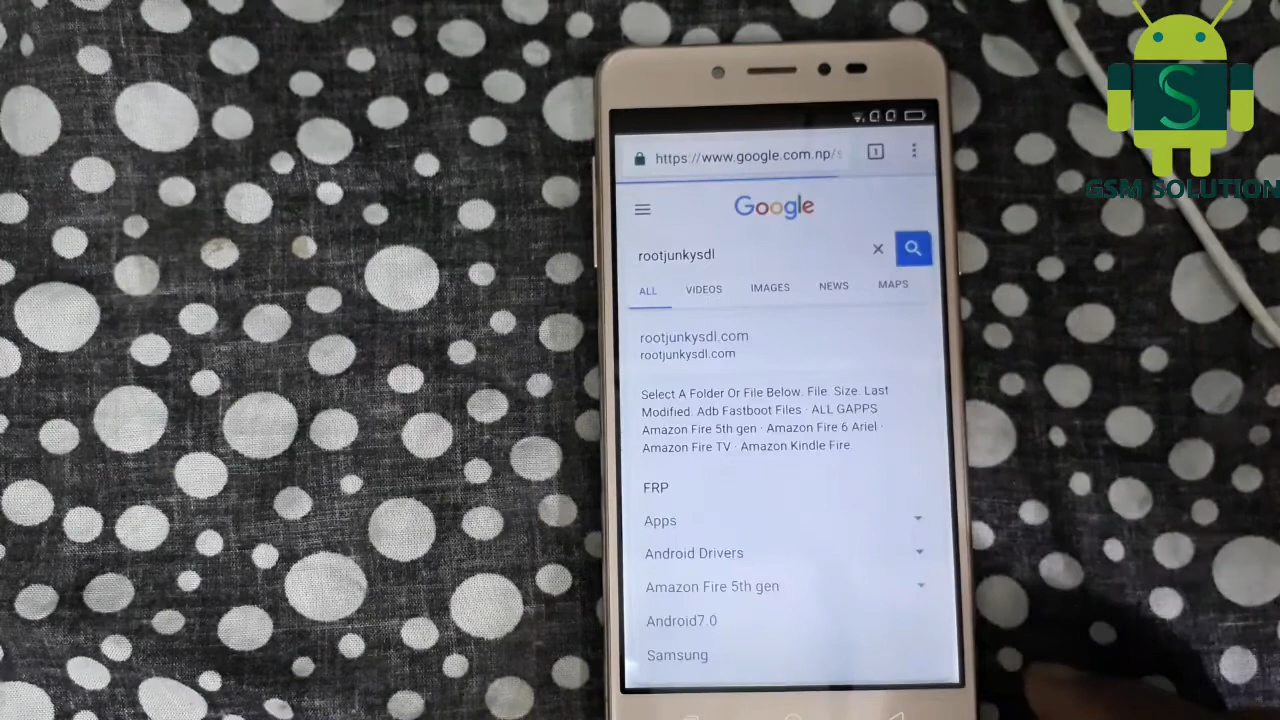 https://www.google.com.np/s
1
Google
rootjunkysdl
ALL VIDEOS IMAGES NEWS MAPS
rootjunkysdl.com
rootjunkysdl.com
Select A Folder Or File Below. File. Size. Last
Modified. Adb Fastboot Files · ALL GAPPS
Amazon Fire 5th gen · Amazon Fire 6 Ariel ·
Amazon Fire TV · Amazon Kindle Fire.
FRP
Apps
Android Drivers
Amazon Fire 5th gen
Android7.0
Samsung
S
GSM SOLUTION